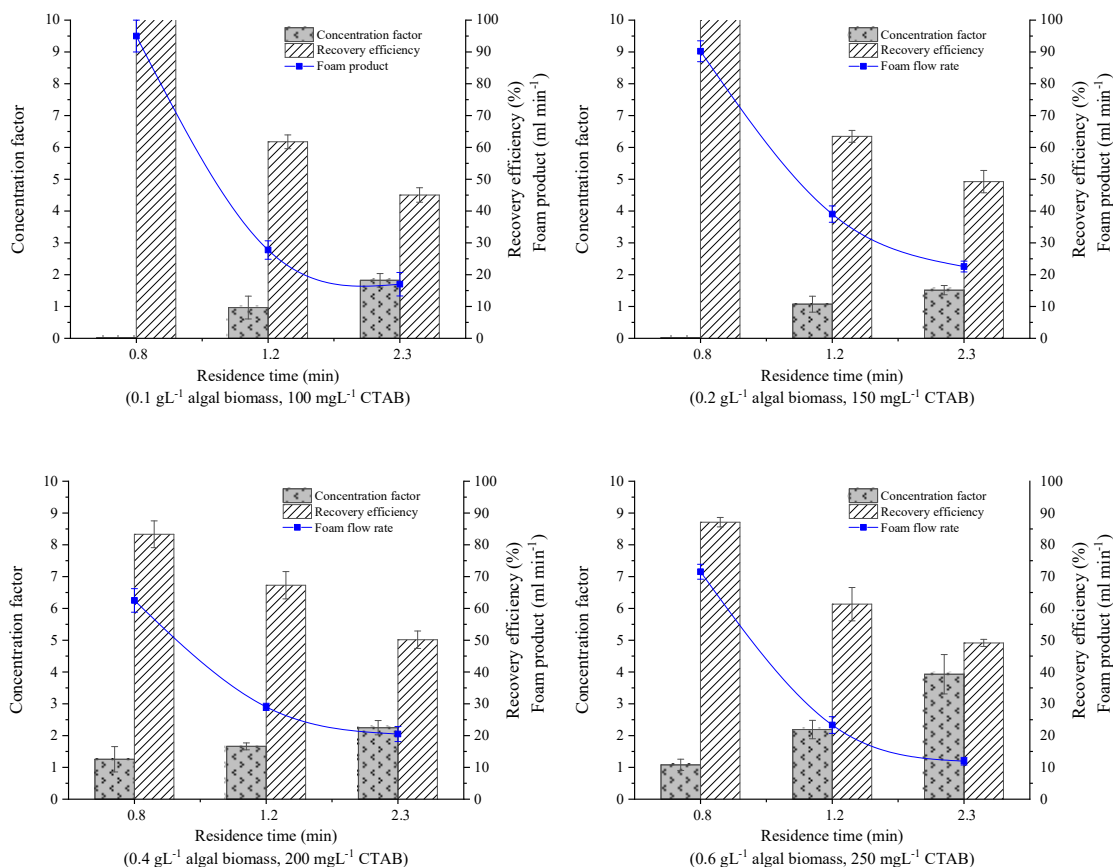 Concentration factor
Recovery efficiency
Foam product
10
9
8
7
6
5
4
3
2
1
0
Concentration factor
100
90
80
70
60
50
40
30
20
10
0
Recovery efficiency (%)
Foam product (ml min⁻¹)
0.8 1.2 2.3
Residence time (min)
(0.1 gL⁻¹ algal biomass, 100 mgL⁻¹ CTAB)
Concentration factor
Recovery efficiency
Foam flow rate
10
9
8
7
6
5
4
3
2
1
0
Concentration factor
100
90
80
70
60
50
40
30
20
10
0
Recovery efficiency (%)
Foam product (ml min⁻¹)
0.8 1.2 2.3
Residence time (min)
(0.2 gL⁻¹ algal biomass, 150 mgL⁻¹ CTAB)
Concentration factor
Recovery efficiency
Foam flow rate
10
9
8
7
6
5
4
3
2
1
0
Concentration factor
100
90
80
70
60
50
40
30
20
10
0
Recovery efficiency (%)
Foam product (ml min⁻¹)
0.8 1.2 2.3
Residence time (min)
(0.4 gL⁻¹ algal biomass, 200 mgL⁻¹ CTAB)
Concentration factor
Recovery efficiency
Foam flow rate
10
9
8
7
6
5
4
3
2
1
0
Concentration factor
100
90
80
70
60
50
40
30
20
10
0
Recovery efficiency (%)
Foam product (ml min⁻¹)
0.8 1.2 2.3
Residence time (min)
(0.6 gL⁻¹ algal biomass, 250 mgL⁻¹ CTAB)